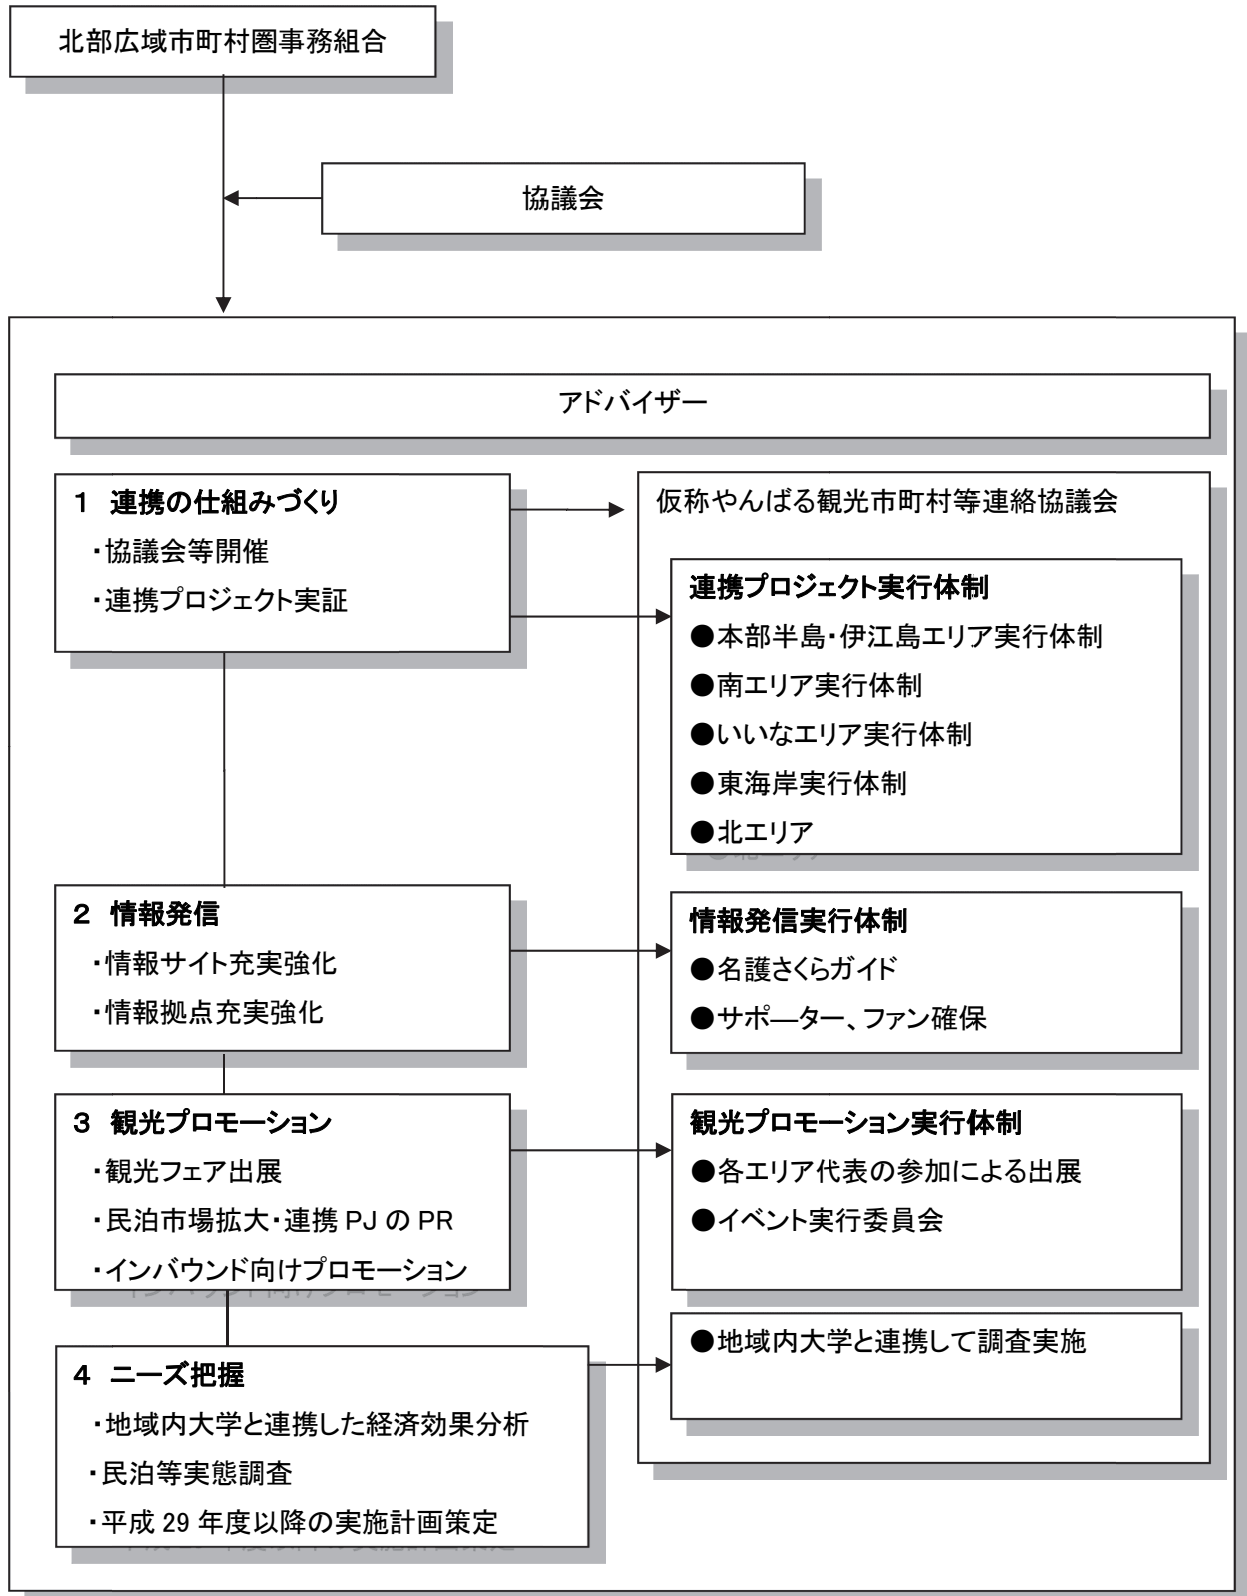 北部広域市町村圏事務組合
協議会
アドバイザー
1 連携の仕組みづくり
・協議会等開催
・連携プロジェクト実証
仮称やんばる観光市町村等連絡協議会
連携プロジェクト実行体制
●本部半島・伊江島エリア実行体制
●南エリア実行体制
●いいなエリア実行体制
●東海岸実行体制
●北エリア
2 情報発信
・情報サイト充実強化
・情報拠点充実強化
情報発信実行体制
●名護さくらガイド
●サポ―ター、ファン確保
3 観光プロモーション
・観光フェア出展
・民泊市場拡大・連携 PJ の PR
・インバウンド向けプロモーション
観光プロモーション実行体制
●各エリア代表の参加による出展
●イベント実行委員会
4 ニーズ把握
・地域内大学と連携した経済効果分析
・民泊等実態調査
・平成 29 年度以降の実施計画策定
●地域内大学と連携して調査実施